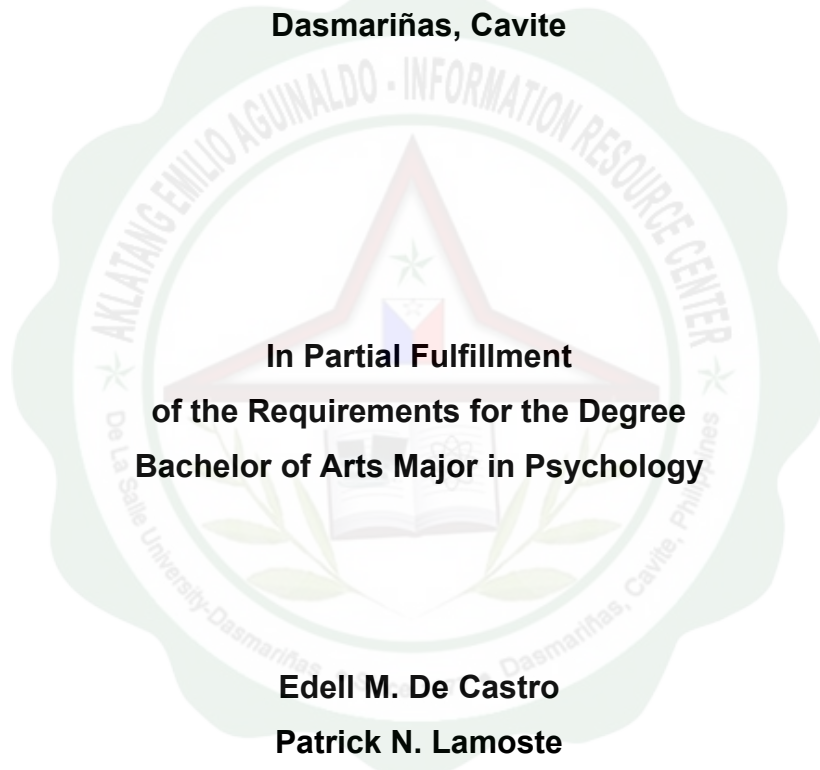 Dasmariñas, Cavite
AKLATANG EMILIO AGUINALDO - INFORMATION RESOURCE CENTER
In Partial Fulfillment
of the Requirements for the Degree
Bachelor of Arts Major in Psychology
De La Salle University-Dasmariñas
Dasmariñas, Cavite, Philippines
Edell M. De Castro
Patrick N. Lamoste